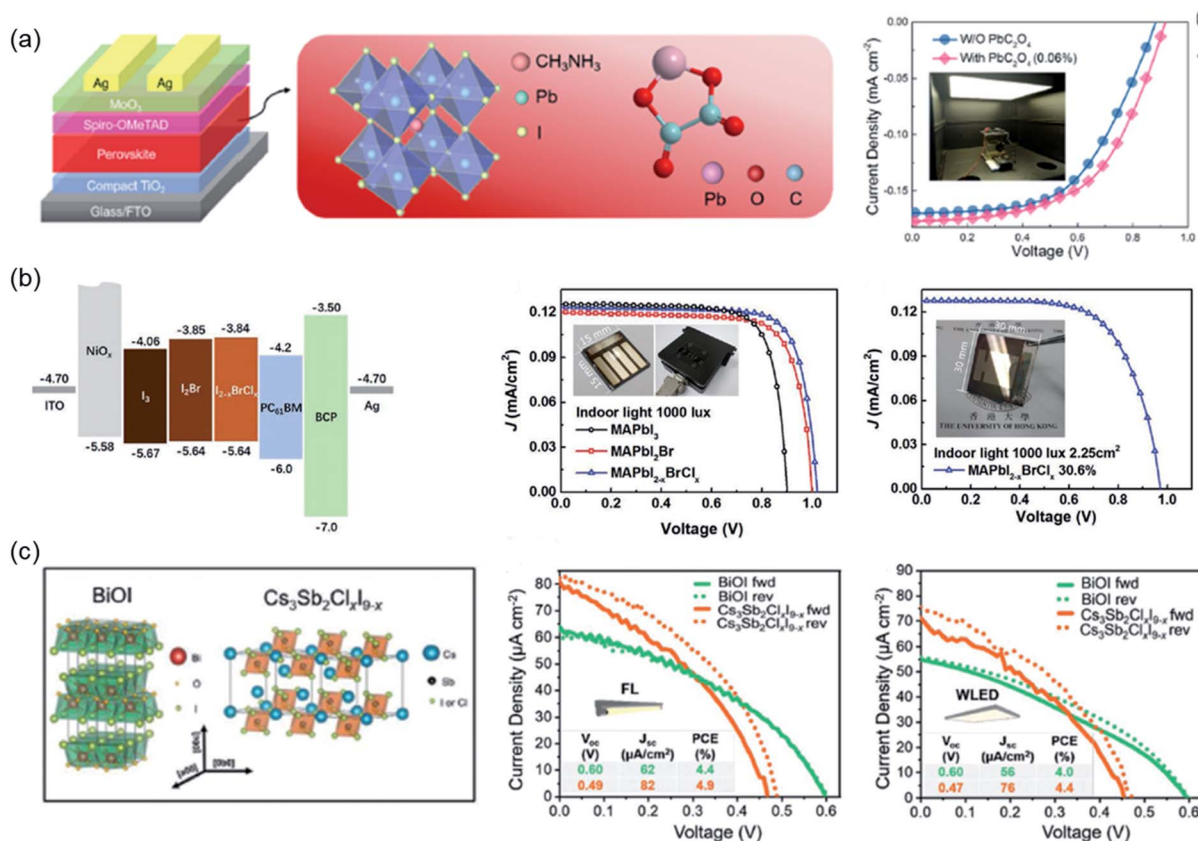 (a)
Ag
Ag
MoO₃
Spiro-OMeTAD
Perovskite
Compact TiO₂
Glass/FTO
CH₃NH₃
Pb
I
Pb
O
C
Current Density (mA cm⁻²)
0.00
-0.05
-0.10
-0.15
W/O PbC₂O₄
With PbC₂O₄ (0.06%)
0.0 0.2 0.4 0.6 0.8 1.0
Voltage (V)
(b)
-4.70
ITO
NiOₓ
-5.58
-4.06
I₃
-5.67
-3.85
I₂Br
-5.64
-3.84
I₂₋ₓBrClₓ
-5.64
-4.2
PC₆₁BM
-6.0
-3.50
BCP
-7.0
-4.70
Ag
J (mA/cm²)
0.12
0.09
0.06
0.03
0.00
15 mm
15 mm
Indoor light 1000 lux
MAPbI₃
MAPbI₂Br
MAPbI₂₋ₓBrClₓ
0.0 0.2 0.4 0.6 0.8 1.0
Voltage (V)
J (mA/cm²)
0.12
0.09
0.06
0.03
0.00
30 mm
30 mm
香港大學
THE UNIVERSITY OF HONG KONG
Indoor light 1000 lux 2.25cm²
MAPbI₂₋ₓBrClₓ 30.6%
0.0 0.2 0.4 0.6 0.8 1.0
Voltage (V)
(c)
BiOI
Bi
O
I
Cs₃Sb₂ClₓI₉₋ₓ
Cs
Sb
I or Cl
Current Density (μA cm⁻²)
80
70
60
50
40
30
20
10
0
BiOI fwd
BiOI rev
Cs₃Sb₂ClₓI₉₋ₓ fwd
Cs₃Sb₂ClₓI₉₋ₓ rev
FL
Voc Jsc PCE
(V) (μA/cm²) (%)
0.60 62 4.4
0.49 82 4.9
0.0 0.1 0.2 0.3 0.4 0.5 0.6
Voltage (V)
Current Density (μA cm⁻²)
90
80
70
60
50
40
30
20
10
0
BiOI fwd
BiOI rev
Cs₃Sb₂ClₓI₉₋ₓ fwd
Cs₃Sb₂ClₓI₉₋ₓ rev
WLED
Voc Jsc PCE
(V) (μA/cm²) (%)
0.60 56 4.0
0.47 76 4.4
0.0 0.1 0.2 0.3 0.4 0.5 0.6
Voltage (V)